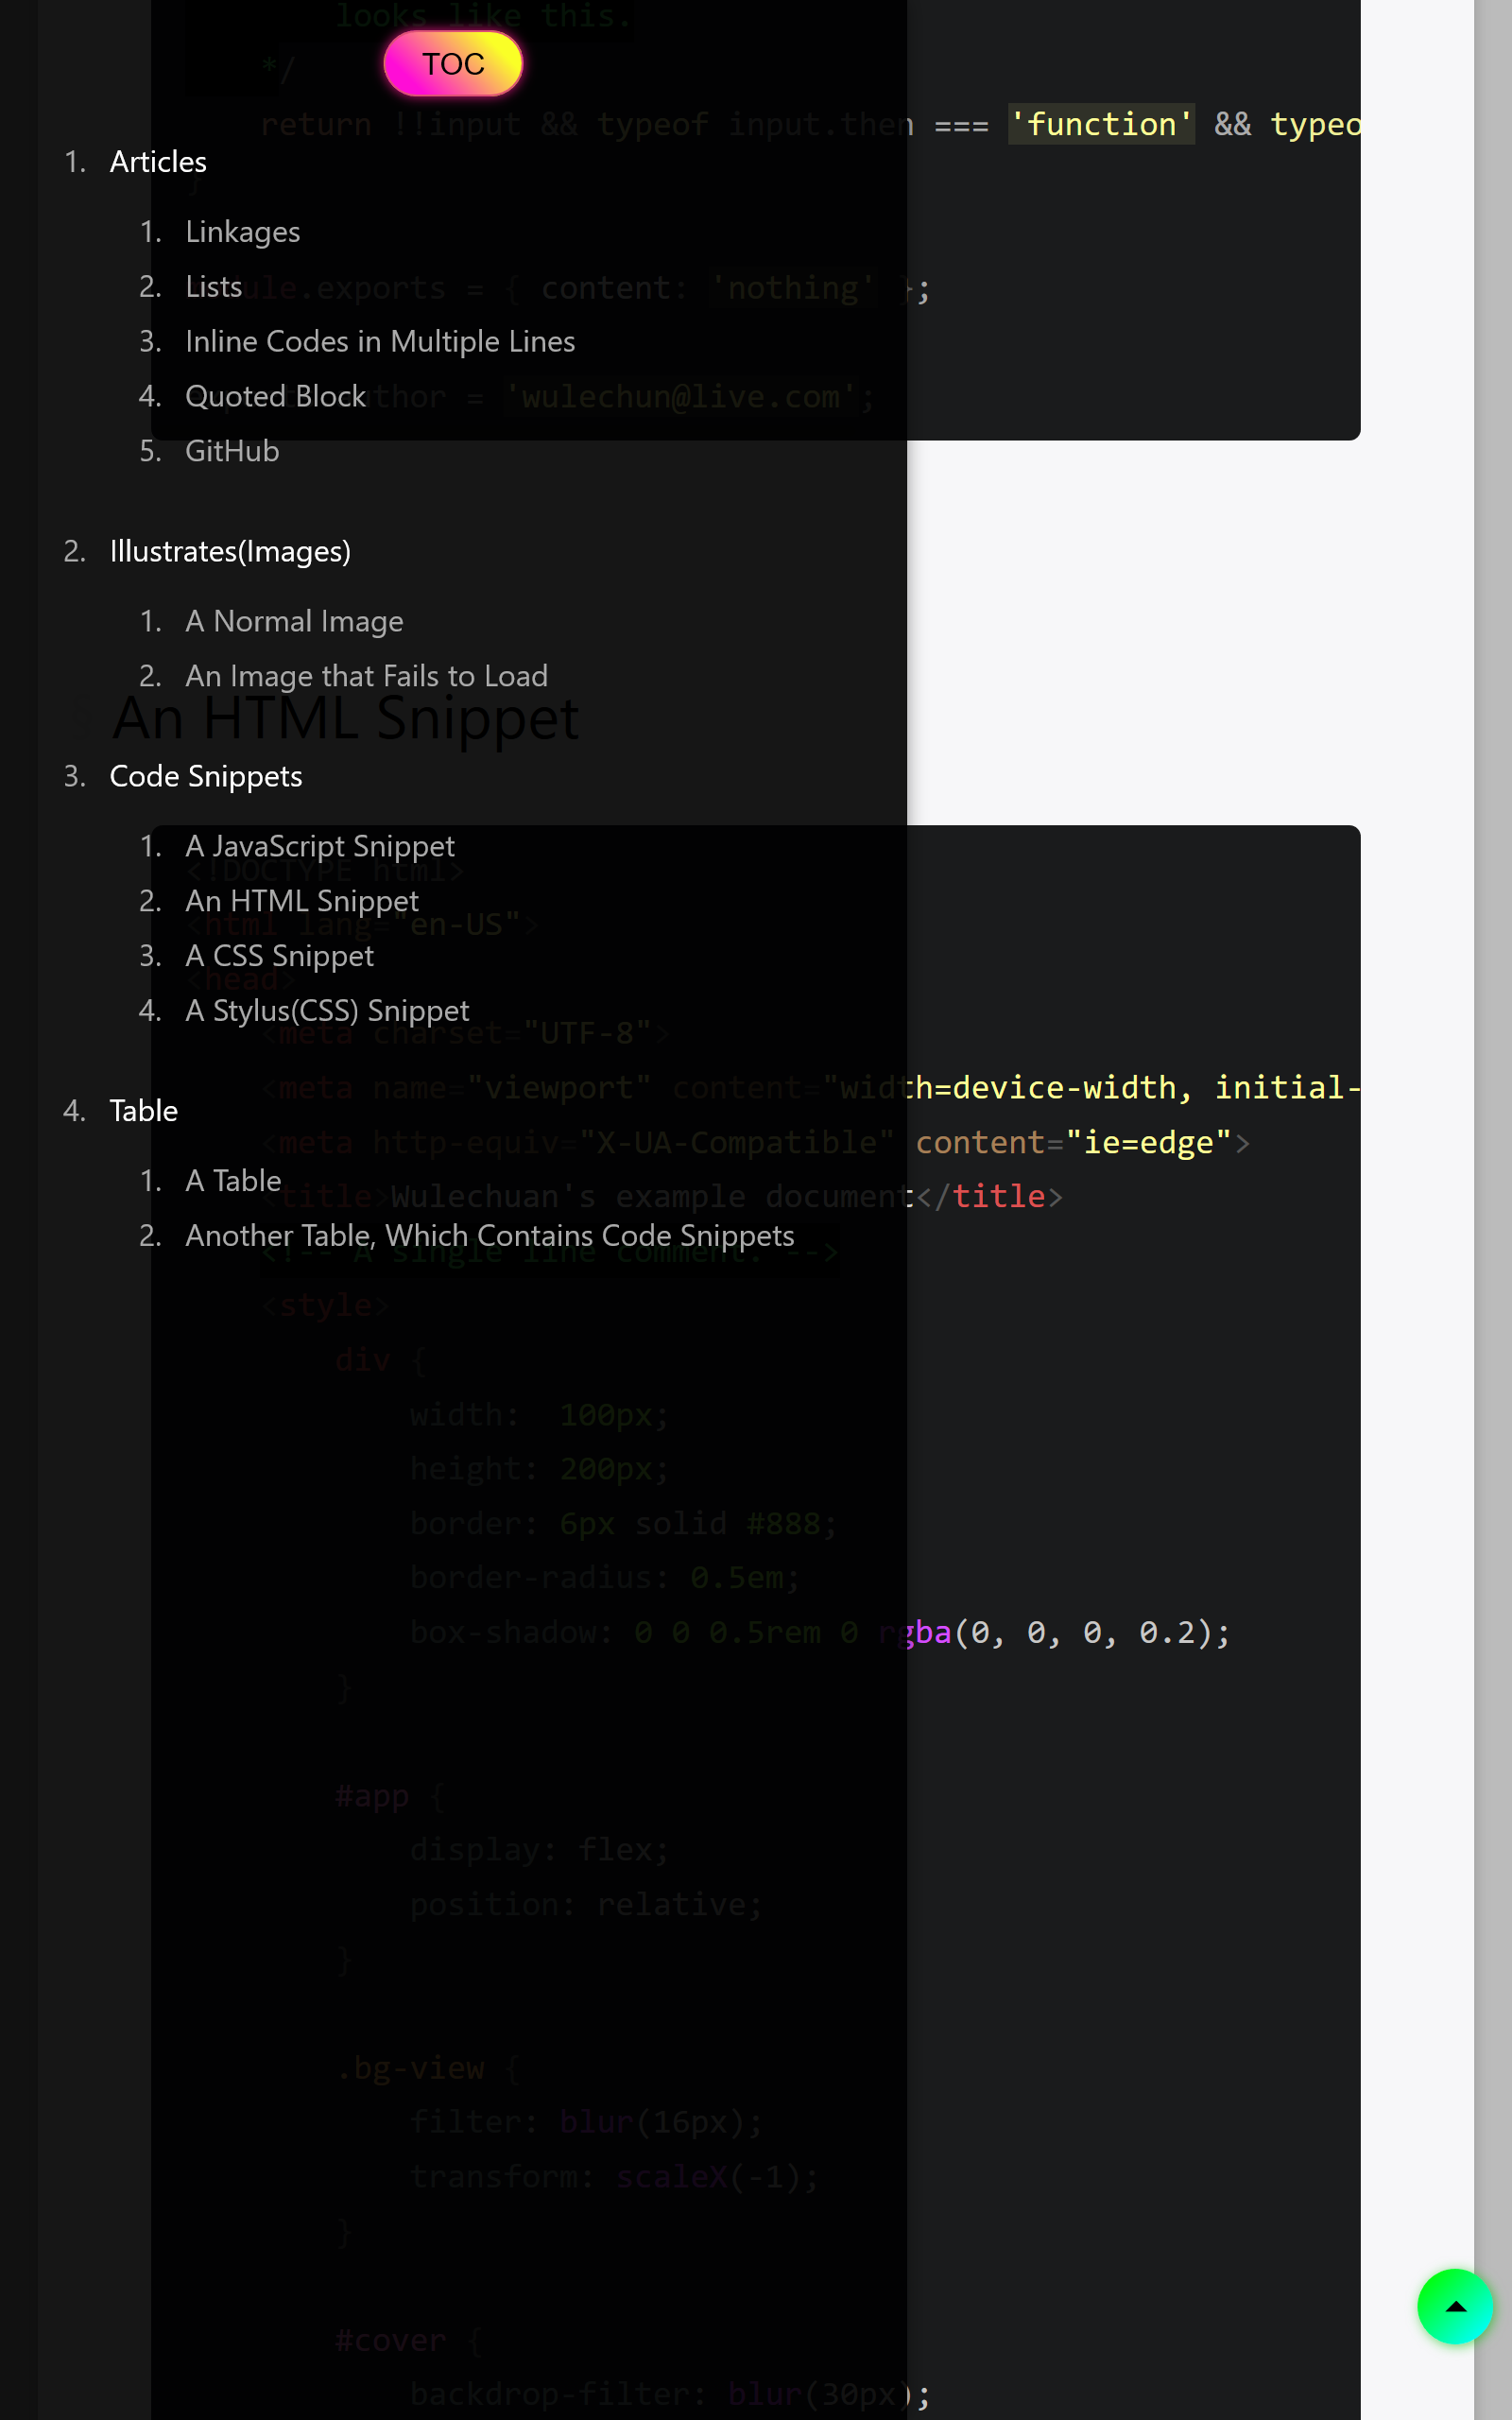 looks like this.
TOC
*/
return !!input && typeof input.then === 'function' && typeo
1. Articles
}
1. Linkages
2. Lists
ule.exports = { content: 'nothing' };
3. Inline Codes in Multiple Lines
4. Quoted Block
thor = 'wulechun@live.com';
5. GitHub
2. Illustrates(Images)
1. A Normal Image
2. An Image that Fails to Load
§ An HTML Snippet
3. Code Snippets
1. A JavaScript Snippet
<!DOCTYPE html>
2. An HTML Snippet
<html lang="en-US">
3. A CSS Snippet
<head>
4. A Stylus(CSS) Snippet
<meta charset="UTF-8">
<meta name="viewport" content="width=device-width, initial-
4. Table
<meta http-equiv="X-UA-Compatible" content="ie=edge">
1. A Table
<title>Wulechuan's example document</title>
2. Another Table, Which Contains Code Snippets
<!-- A single line comment. -->
<style>
div {
width: 100px;
height: 200px;
border: 6px solid #888;
border-radius: 0.5em;
box-shadow: 0 0 0.5rem 0 rgba(0, 0, 0, 0.2);
}
#app {
display: flex;
position: relative;
}
.bg-view {
filter: blur(16px);
transform: scaleX(-1);
}
#cover {
backdrop-filter: blur(30px);